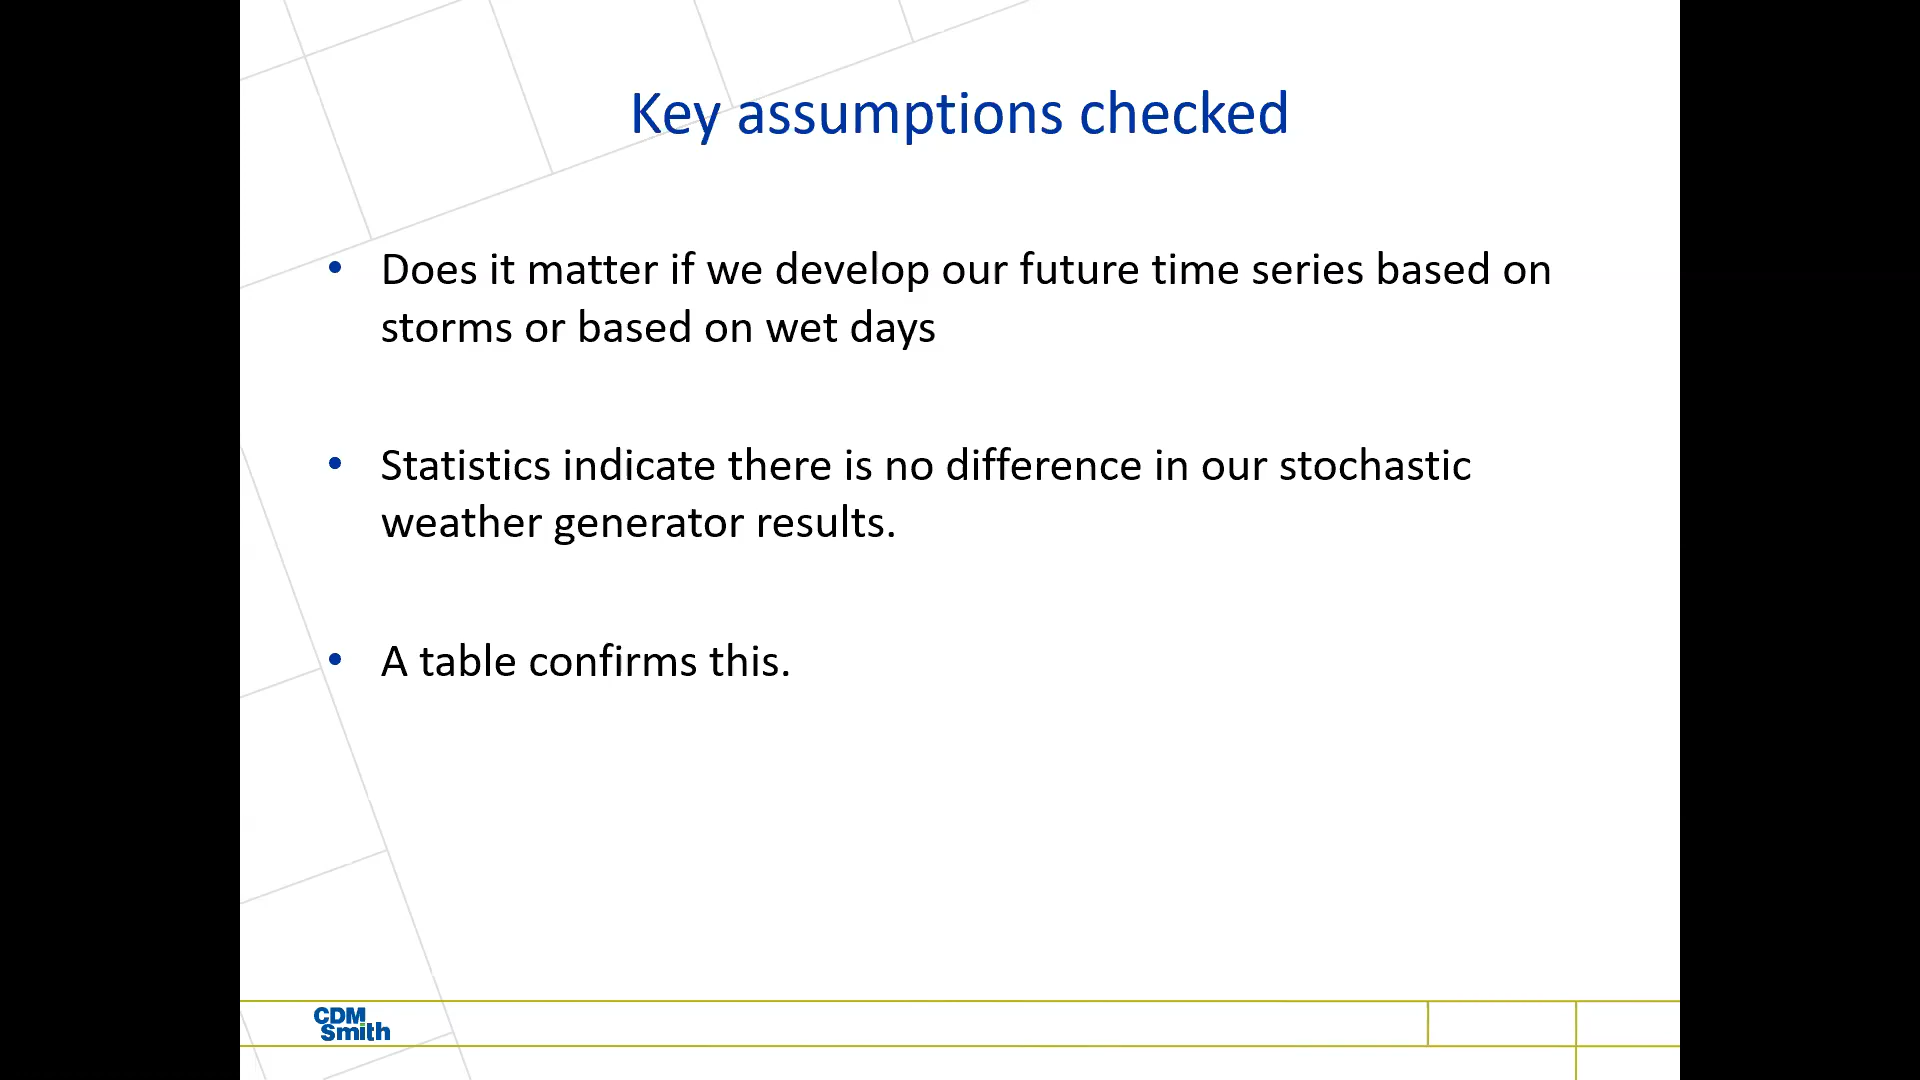 Key assumptions checked
• Does it matter if we develop our future time series based on
storms or based on wet days
• Statistics indicate there is no difference in our stochastic
weather generator results.
• A table confirms this.
CDM
Smith